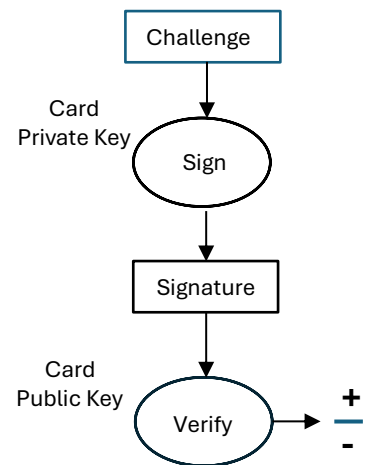 Challenge
Card
Private Key
Sign
Signature
Card
Public Key
Verify
+
-